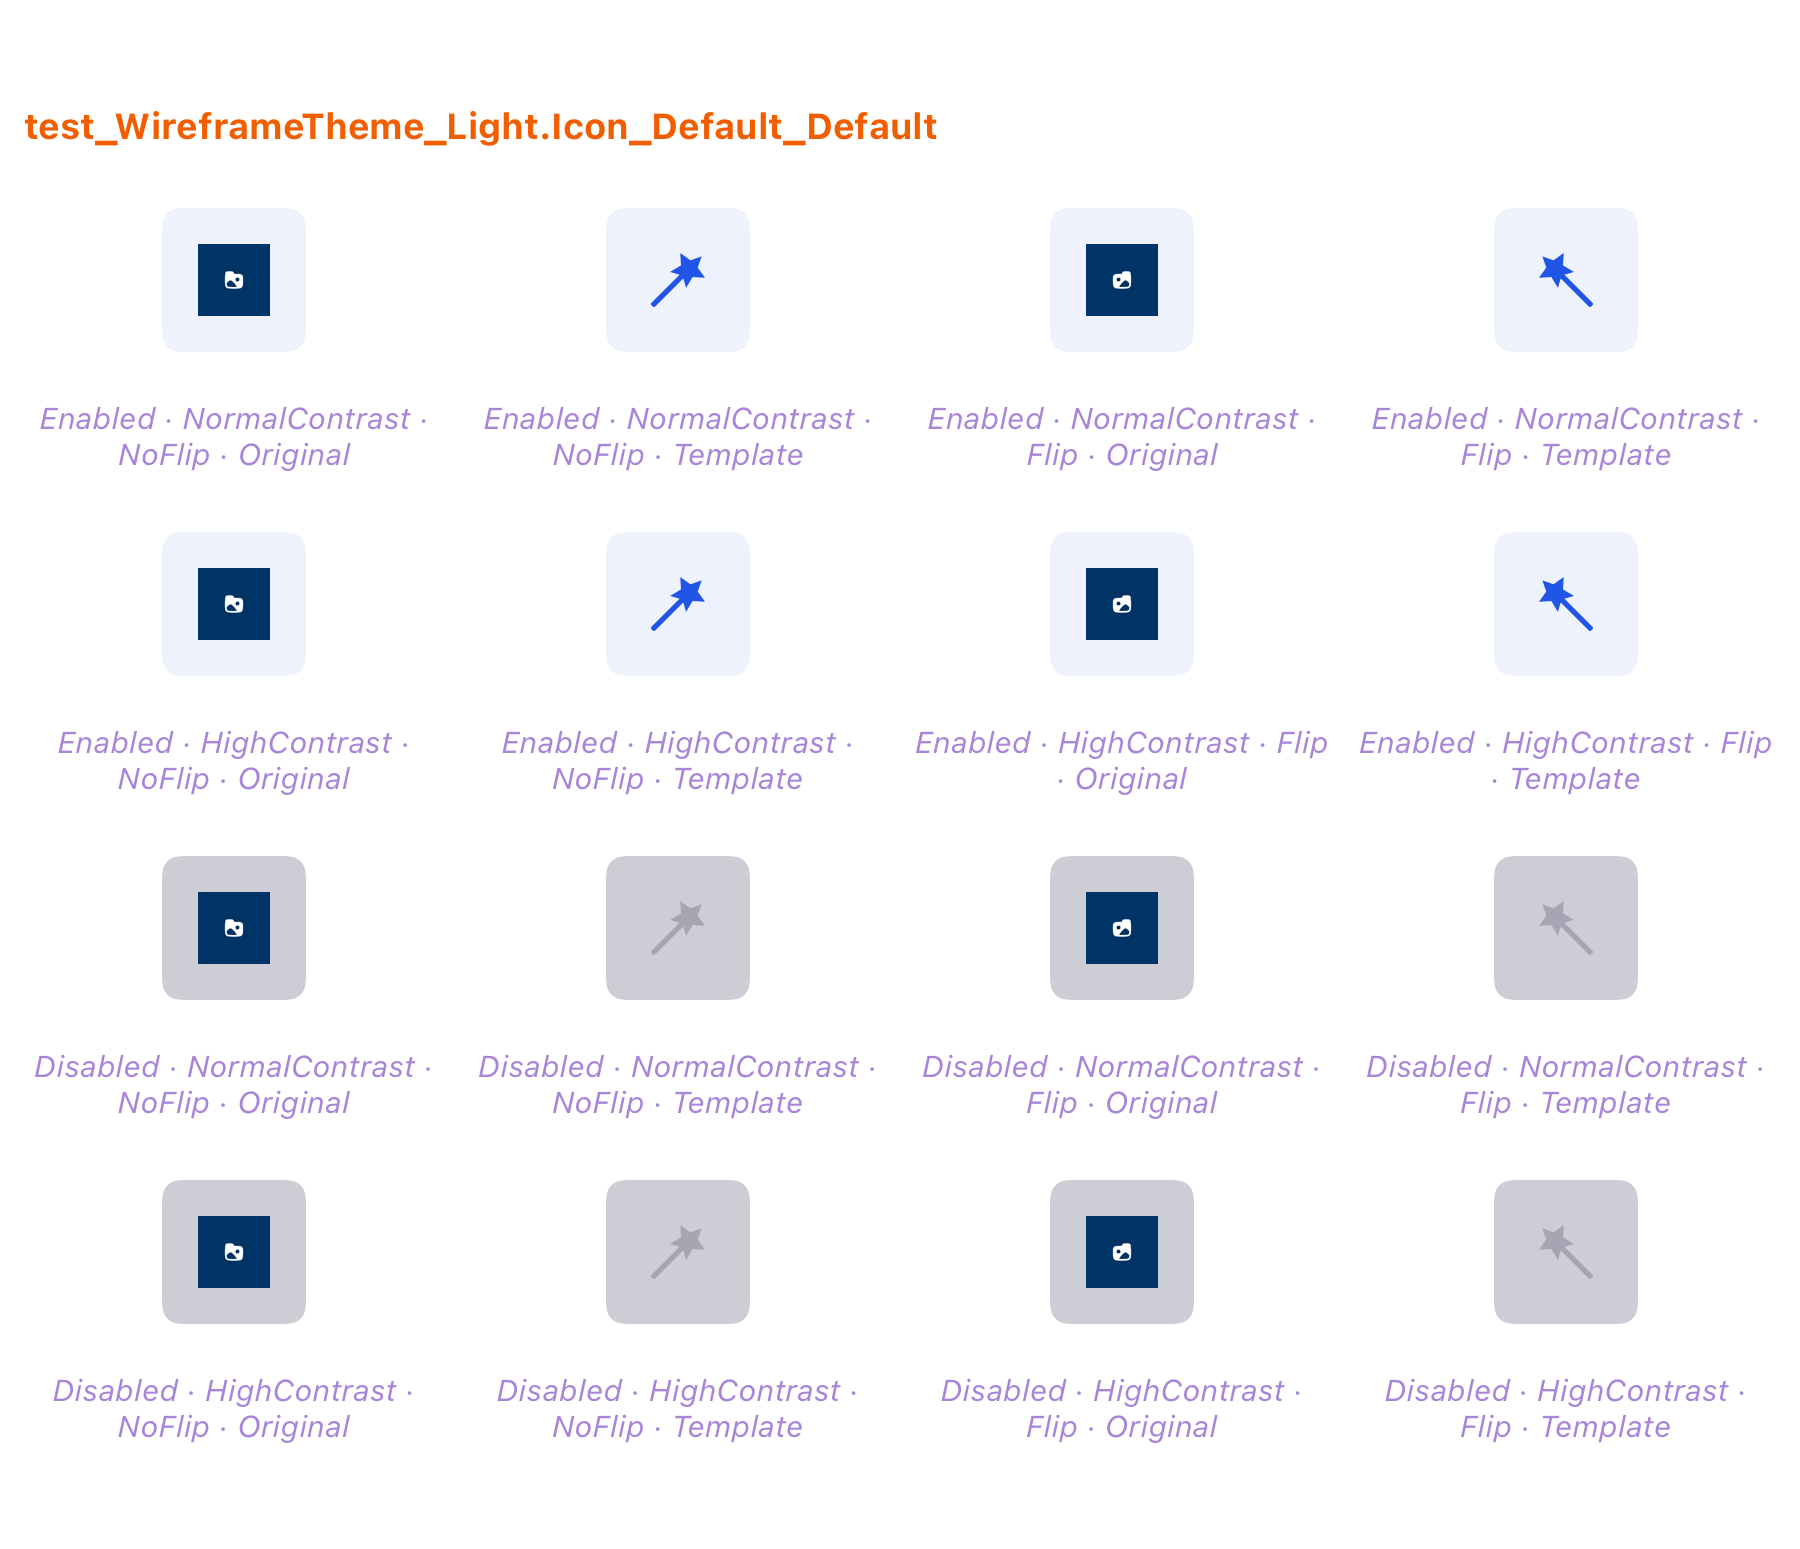 test_WireframeTheme_Light.Icon_Default_Default
Enabled · NormalContrast ·
NoFlip · Original
Enabled · NormalContrast ·
NoFlip · Template
Enabled · NormalContrast ·
Flip · Original
Enabled · NormalContrast ·
Flip · Template
Enabled · HighContrast ·
NoFlip · Original
Enabled · HighContrast ·
NoFlip · Template
Enabled · HighContrast · Flip
· Original
Enabled · HighContrast · Flip
· Template
Disabled · NormalContrast ·
NoFlip · Original
Disabled · NormalContrast ·
NoFlip · Template
Disabled · NormalContrast ·
Flip · Original
Disabled · NormalContrast ·
Flip · Template
Disabled · HighContrast ·
NoFlip · Original
Disabled · HighContrast ·
NoFlip · Template
Disabled · HighContrast ·
Flip · Original
Disabled · HighContrast ·
Flip · Template